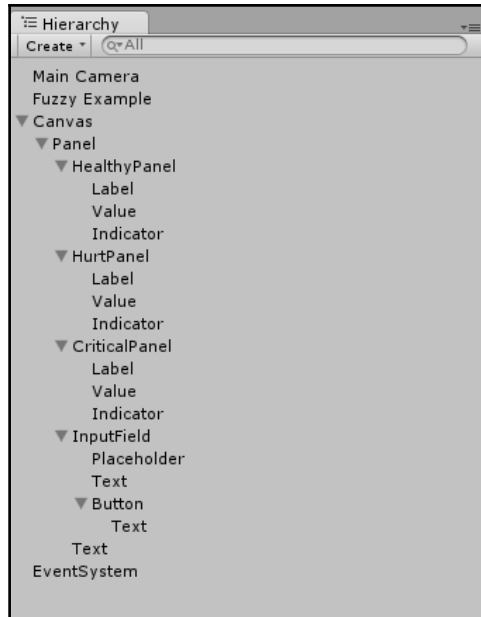 Hierarchy
Create All
Main Camera
Fuzzy Example
Canvas
Panel
HealthyPanel
Label
Value
Indicator
HurtPanel
Label
Value
Indicator
CriticalPanel
Label
Value
Indicator
InputField
Placeholder
Text
Button
Text
Text
EventSystem